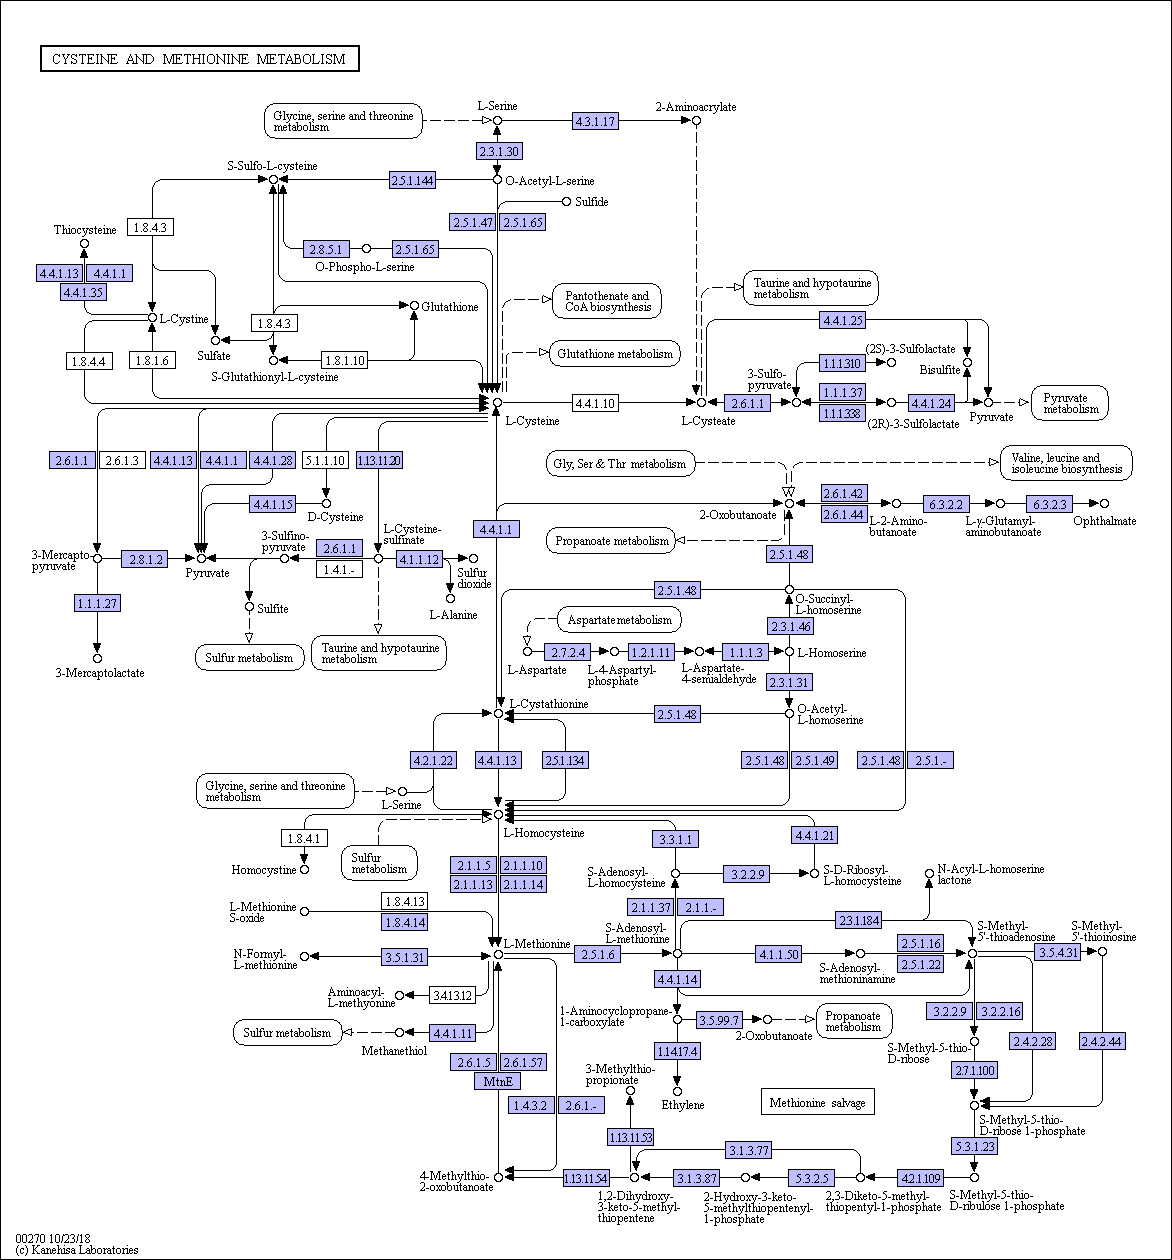 CYSTEINE AND METHIONINE METABOLISM
Glycine, serine and threonine
metabolism
L-Serine
4.3.1.17
2-Aminoacrylate
2.3.1.30
S-Sulfo-L-cysteine
2.5.1.144
O-Acetyl-L-serine
Sulfide
1.8.4.3
2.5.1.47
2.5.1.65
Thiocysteine
2.8.5.1
2.5.1.65
O-Phospho-L-serine
4.4.1.13
4.4.1.1
4.4.1.35
Pantothenate and
CoA biosynthesis
Taurine and hypotaurine
metabolism
L-Cystine
Glutathione
1.8.4.3
4.4.1.25
Sulfate
1.8.4.4
1.8.1.6
1.8.1.10
S-Glutathionyl-L-cysteine
Glutathione metabolism
(2S)-3-Sulfolactate
1.1.1.310
Bisulfite
3-Sulfo-
pyruvate
1.1.1.37
1.1.1.338
L-Cysteine
4.4.1.10
L-Cysteate
2.6.1.1
(2R)-3-Sulfolactate
4.4.1.24
Pyruvate
Pyruvate
metabolism
2.6.1.1
2.6.1.3
4.4.1.13
4.4.1.1
4.4.1.28
5.1.1.10
1.13.11.20
Gly, Ser & Thr metabolism
Valine, leucine and
isoleucine biosynthesis
4.4.1.15
D-Cysteine
4.4.1.1
2-Oxobutanoate
2.6.1.42
2.6.1.44
L-2-Amino-
butanoate
6.3.2.2
L-γ-Glutamyl-
aminobutanoate
6.3.2.3
Ophthalmate
3-Mercapto-
pyruvate
2.8.1.2
Pyruvate
3-Sulfino-
pyruvate
2.6.1.1
1.4.1.-
L-Cysteine-
sulfinate
4.1.1.12
Sulfur
dioxide
Propanoate metabolism
2.5.1.48
1.1.1.27
Sulfite
L-Alanine
2.5.1.48
O-Succinyl-
L-homoserine
Aspartate metabolism
2.3.1.46
3-Mercaptolactate
Sulfur metabolism
Taurine and hypotaurine
metabolism
L-Aspartate
2.7.2.4
L-4-Aspartyl-
phosphate
1.2.1.11
L-Aspartate-
4-semialdehyde
1.1.1.3
L-Homoserine
2.3.1.31
L-Cystathionine
2.5.1.48
O-Acetyl-
L-homoserine
4.2.1.22
4.4.1.13
2.5.1.134
2.5.1.48
2.5.1.49
2.5.1.48
2.5.1.-
Glycine, serine and threonine
metabolism
L-Serine
L-Homocysteine
1.8.4.1
Homocystine
Sulfur
metabolism
3.3.1.1
4.4.1.21
2.1.1.5
2.1.1.10
2.1.1.13
2.1.1.14
S-Adenosyl-
L-homocysteine
3.2.2.9
S-D-Ribosyl-
L-homocysteine
N-Acyl-L-homoserine
lactone
L-Methionine
S-oxide
1.8.4.13
1.8.4.14
2.1.1.37
2.1.1.-
2.3.1.184
N-Formyl-
L-methionine
3.5.1.31
L-Methionine
2.5.1.6
S-Adenosyl-
L-methionine
4.1.1.50
S-Adenosyl-
methioninamine
2.5.1.16
2.5.1.22
S-Methyl-
5'-thioadenosine
3.5.4.31
S-Methyl-
5'-thioinosine
Aminoacyl-
L-methyonine
3.4.13.12
4.4.1.14
Sulfur metabolism
Methanethiol
4.4.1.11
1-Aminocyclopropane-
1-carboxylate
3.5.99.7
2-Oxobutanoate
Propanoate
metabolism
3.2.2.9
3.2.2.16
2.4.2.28
2.4.2.44
S-Methyl-5-thio-
D-ribose
2.6.1.5
2.6.1.57
MtnE
1.14.17.4
3-Methylthio-
propionate
2.7.1.100
1.4.3.2
2.6.1.-
Ethylene
Methionine salvage
S-Methyl-5-thio-
D-ribose 1-phosphate
1.13.11.53
3.1.3.77
5.3.1.23
4-Methylthio-
2-oxobutanoate
1.13.11.54
1,2-Dihydroxy-
3-keto-5-methyl-
thiopentene
3.1.3.87
2-Hydroxy-3-keto-
5-methylthiopentenyl-
1-phosphate
5.3.2.5
2,3-Diketo-5-methyl-
thiopentyl-1-phosphate
4.2.1.109
S-Methyl-5-thio-
D-ribulose 1-phosphate
00270 10/23/18
(c) Kanehisa Laboratories